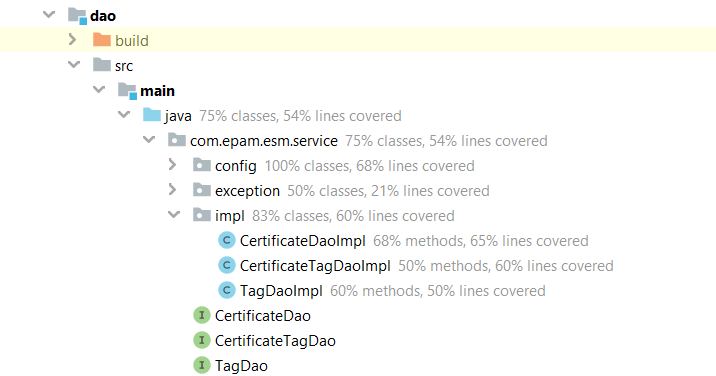 dao
build
src
main
java 75% classes, 54% lines covered
com.epam.esm.service 75% classes, 54% lines covered
config 100% classes, 68% lines covered
exception 50% classes, 21% lines covered
impl 83% classes, 60% lines covered
C CertificateDaoImpl 68% methods, 65% lines covered
C CertificateTagDaoImpl 50% methods, 60% lines covered
C TagDaoImpl 60% methods, 50% lines covered
I CertificateDao
I CertificateTagDao
I TagDao